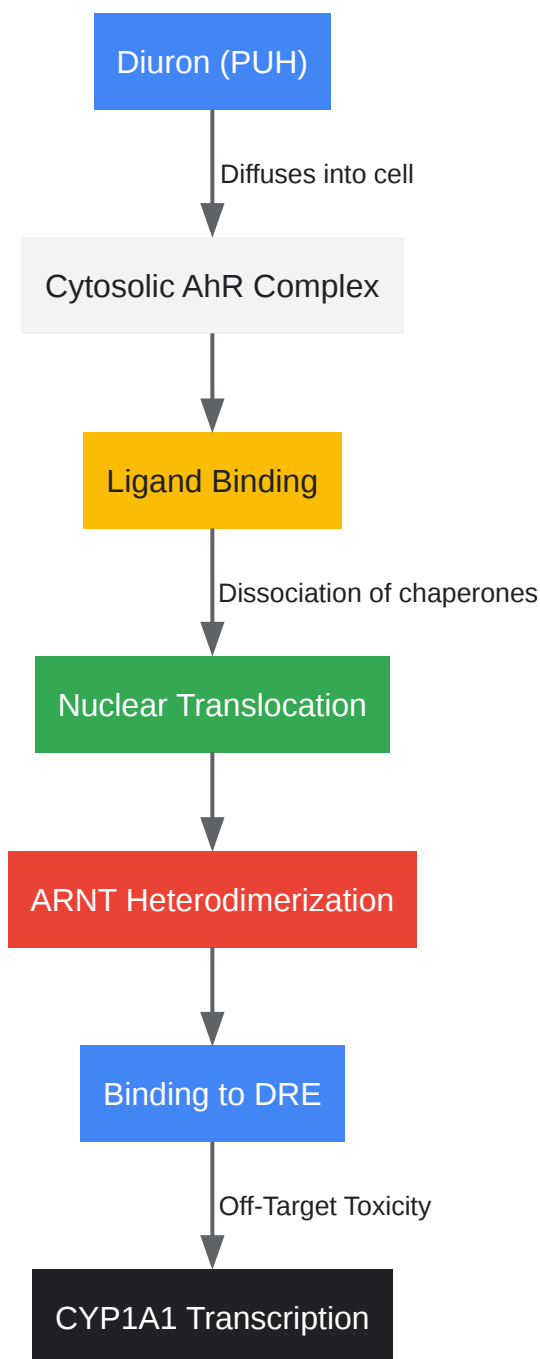 Diuron (PUH)
Diffuses into cell
Cytosolic AhR Complex
Ligand Binding
Dissociation of chaperones
Nuclear Translocation
ARNT Heterodimerization
Binding to DRE
Off-Target Toxicity
CYP1A1 Transcription